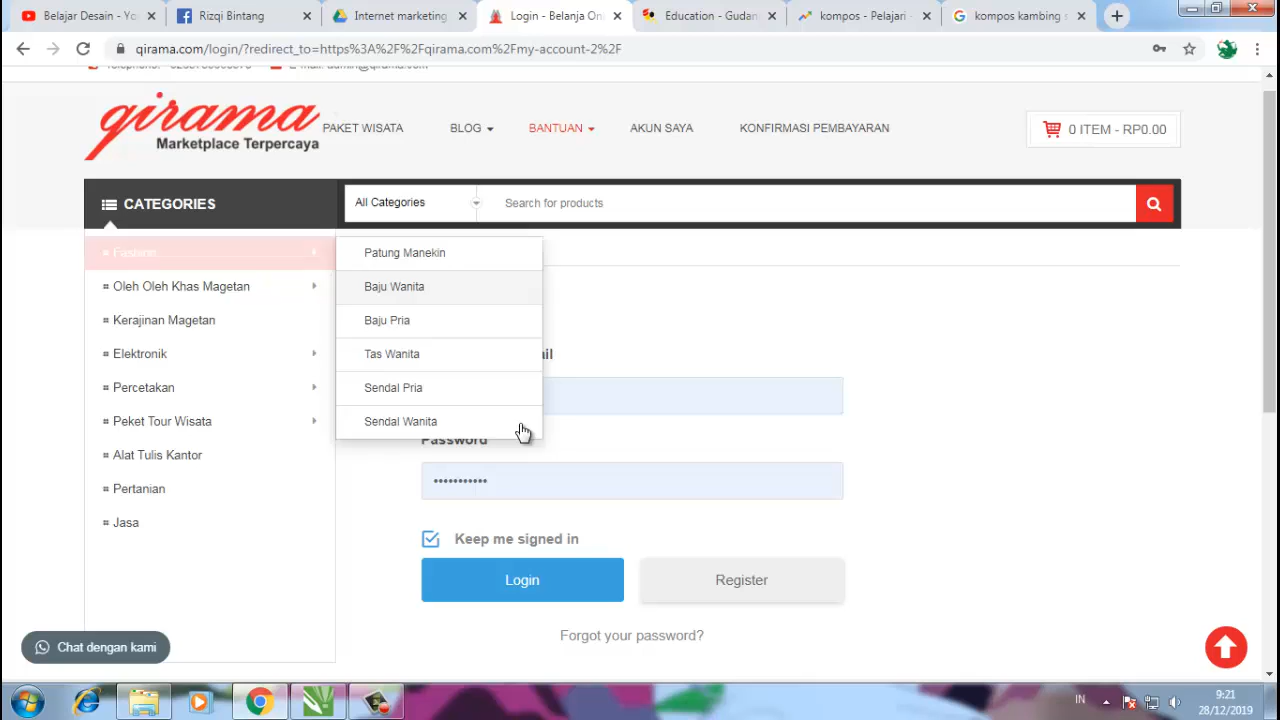 Belajar Desain - Yo
Rizqi Bintang
Internet marketing
Login - Belanja Onl
Education - Gudan
kompos - Pelajari
kompos kambing s
qirama.com/login/?redirect_to=https%3A%2F%2Fqirama.com%2Fmy-account-2%2F
qirama
Marketplace Terpercaya
PAKET WISATA
BLOG
BANTUAN
AKUN SAYA
KONFIRMASI PEMBAYARAN
0 ITEM - RP0.00
CATEGORIES
All Categories
Search for products
Fashion
Oleh Oleh Khas Magetan
Kerajinan Magetan
Elektronik
Percetakan
Peket Tour Wisata
Alat Tulis Kantor
Pertanian
Jasa
Patung Manekin
Baju Wanita
Baju Pria
Tas Wanita
Sendal Pria
Sendal Wanita
Password
•••••••••••
Keep me signed in
Login
Register
Forgot your password?
Chat dengan kami
IN
9:21
28/12/2019